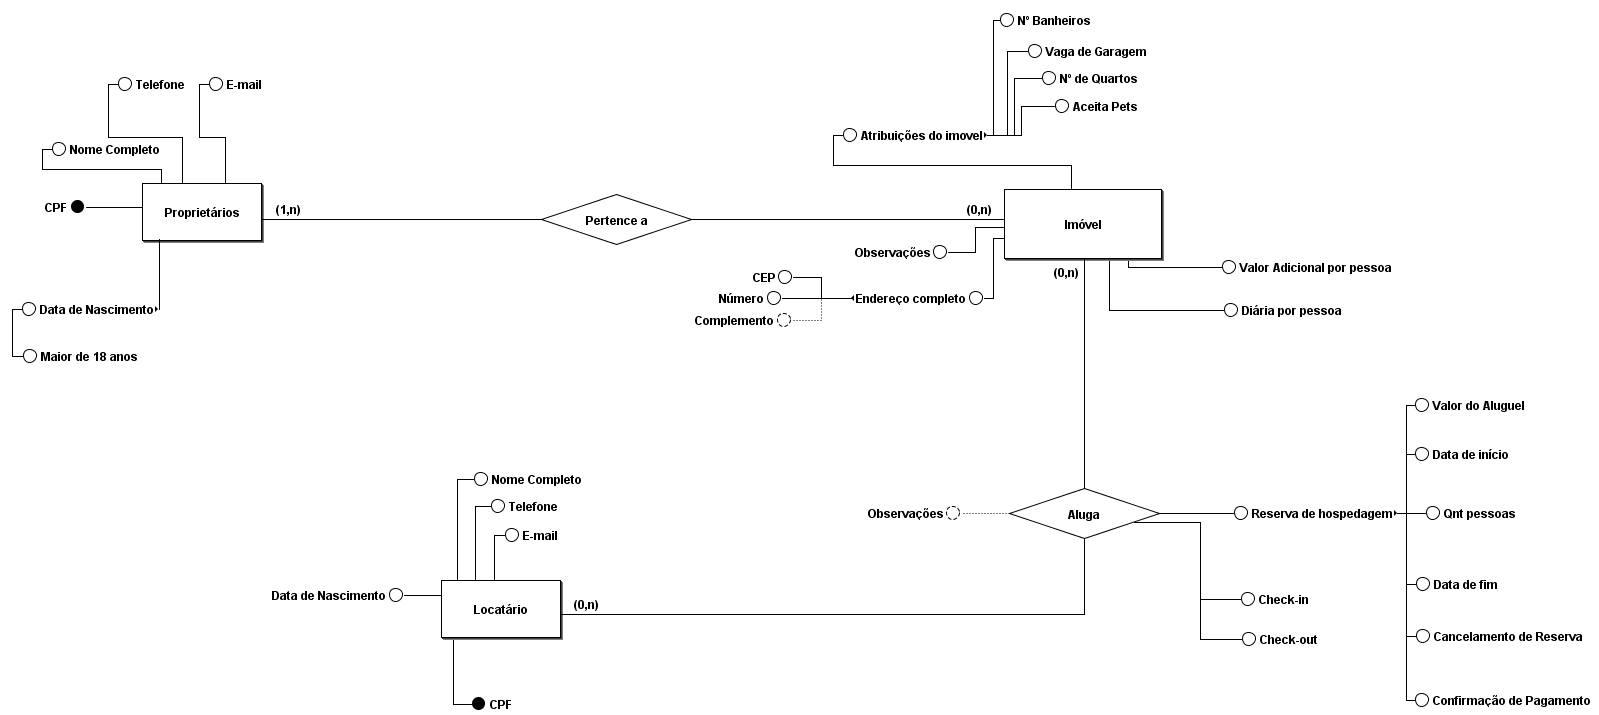 Nº Banheiros
Vaga de Garagem
Nº de Quartos
Aceita Pets
Atribuições do imovel
Telefone
E-mail
Nome Completo
CPF
Proprietários
(1,n)
Pertence a
(0,n)
Imóvel
Observações
(0,n)
CEP
Número
Endereço completo
Complemento
Valor Adicional por pessoa
Diária por pessoa
Data de Nascimento
Maior de 18 anos
Valor do Aluguel
Data de início
Nome Completo
Telefone
E-mail
Observações
Aluga
Reserva de hospedagem
Qnt pessoas
Data de fim
Data de Nascimento
Locatário
(0,n)
Check-in
Check-out
Cancelamento de Reserva
CPF
Confirmação de Pagamento